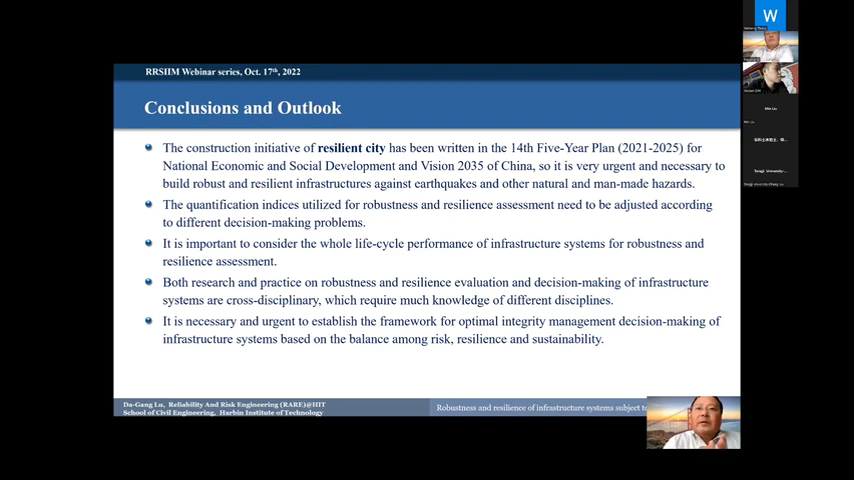 RRSIIM Webinar series, Oct. 17th, 2022
Conclusions and Outlook
The construction initiative of resilient city has been written in the 14th Five-Year Plan (2021-2025) for
National Economic and Social Development and Vision 2035 of China, so it is very urgent and necessary to
build robust and resilient infrastructures against earthquakes and other natural and man-made hazards.
The quantification indices utilized for robustness and resilience assessment need to be adjusted according
to different decision-making problems.
It is important to consider the whole life-cycle performance of infrastructure systems for robustness and
resilience assessment.
Both research and practice on robustness and resilience evaluation and decision-making of infrastructure
systems are cross-disciplinary, which require much knowledge of different disciplines.
It is necessary and urgent to establish the framework for optimal integrity management decision-making of
infrastructure systems based on the balance among risk, resilience and sustainability.
Da-Gang Lu, Reliability And Risk Engineering (RARE)@HIT
School of Civil Engineering, Harbin Institute of Technology
Robustness and resilience of infrastructure systems subject to
W
Min Liu
Tongji University-